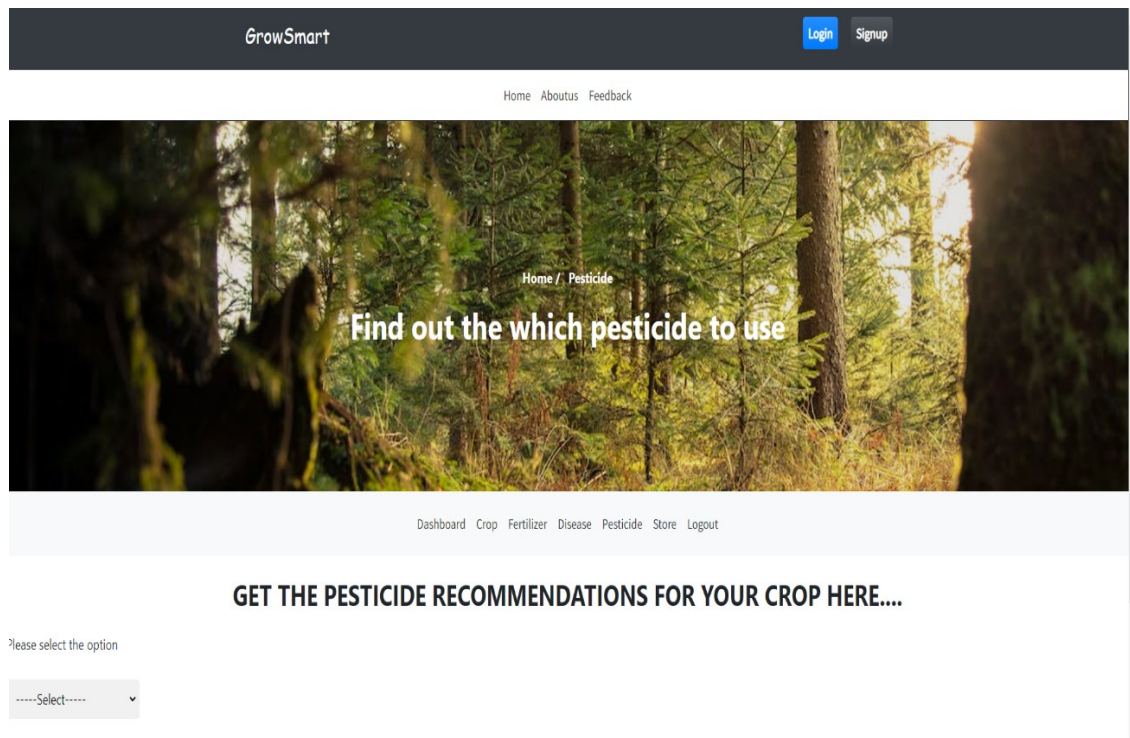 GrowSmart Login Signup
Home Aboutus Feedback
Home / Pesticide
Find out the which pesticide to use
Dashboard Crop Fertilizer Disease Pesticide Store Logout
GET THE PESTICIDE RECOMMENDATIONS FOR YOUR CROP HERE....
Please select the option
-----Select-----